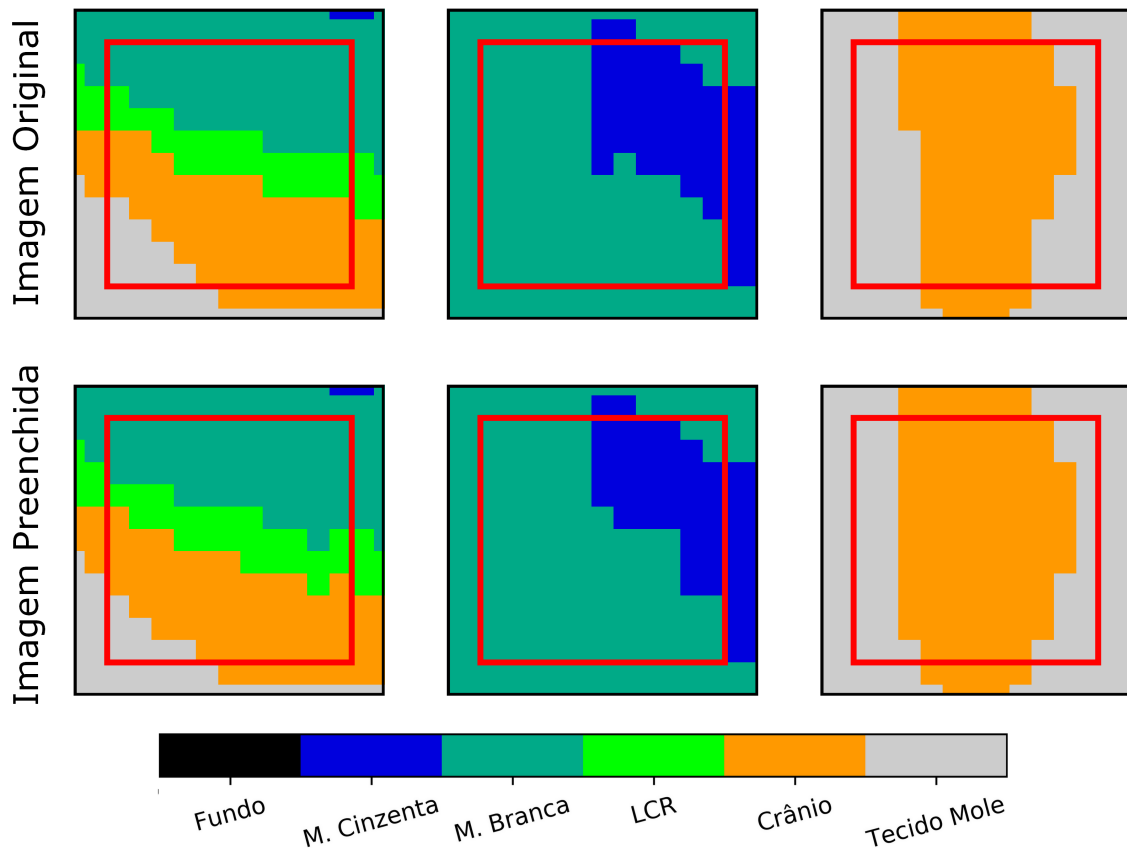 Imagem Original
Imagem Preenchida
Fundo
M. Cinzenta
M. Branca
LCR
Crânio
Tecido Mole